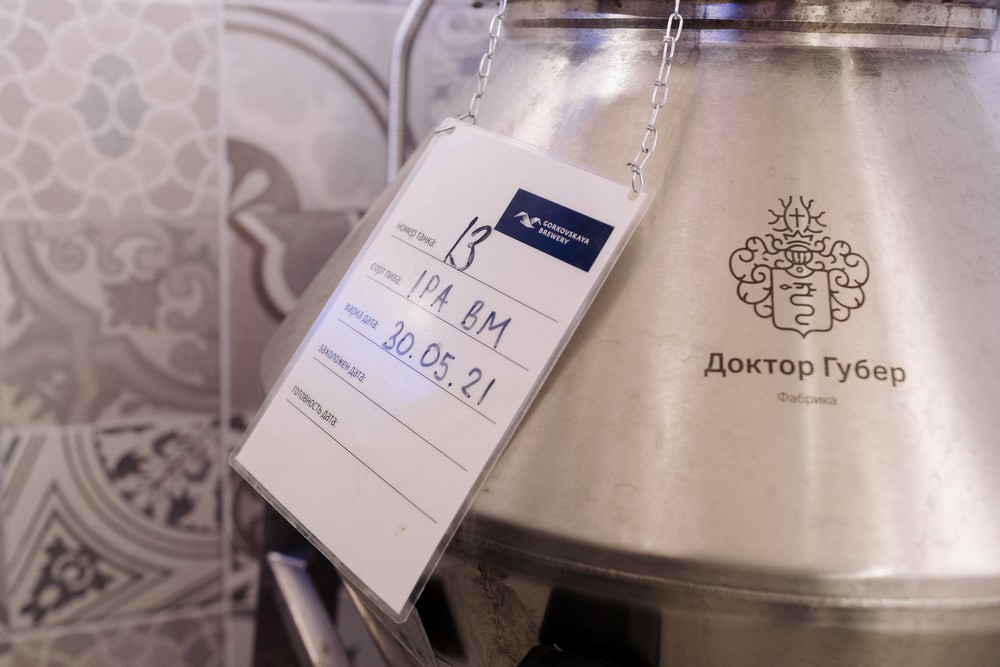 GORKOVSKAYA
BREWERY
номер танка: 13
сорт пива: IPA BM
варка дата: 30.05.21
захоложен дата:
готовность дата:
Доктор Губер
Фабрика